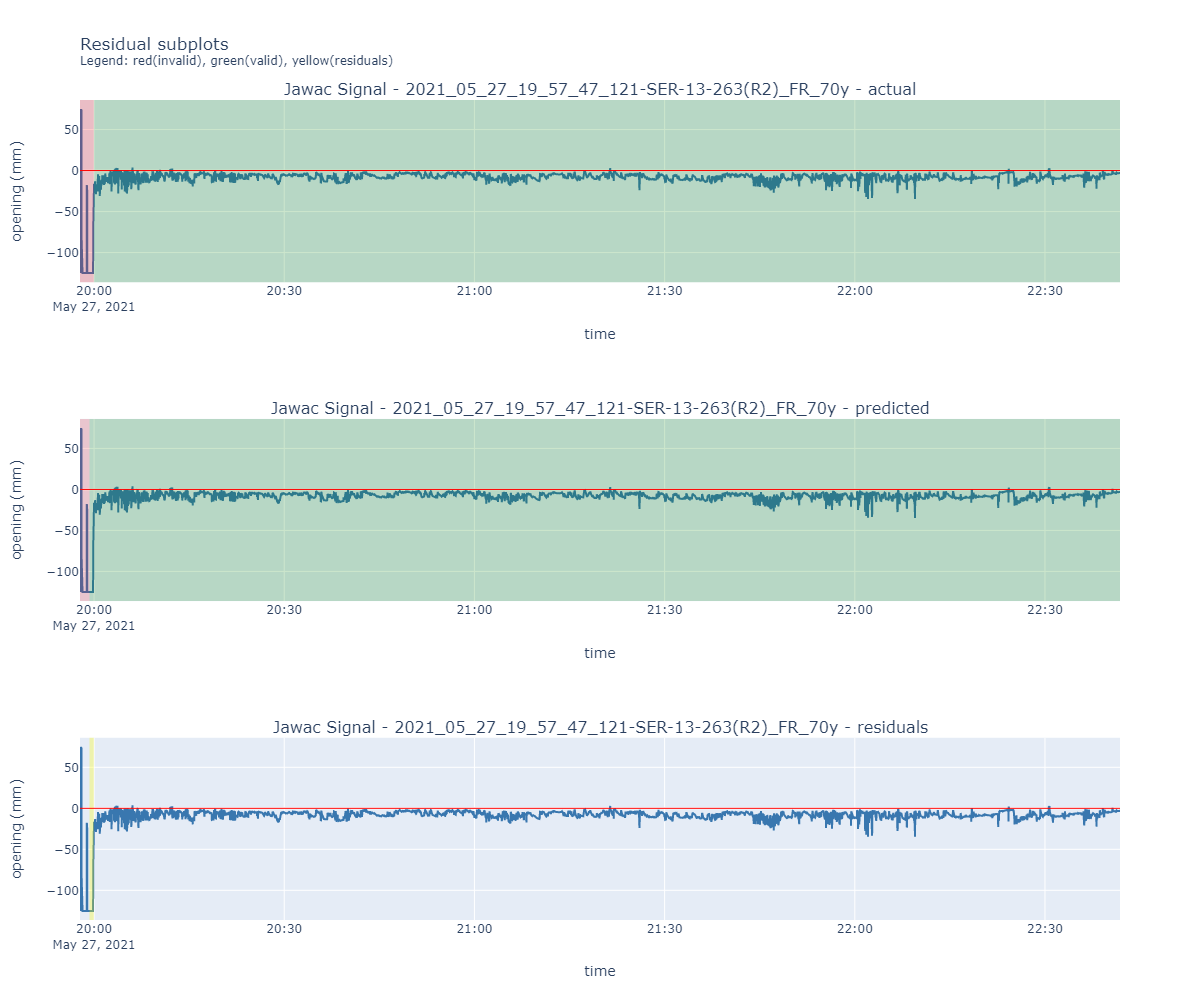 Residual subplots
Legend: red(invalid), green(valid), yellow(residuals)
Jawac Signal - 2021_05_27_19_57_47_121-SER-13-263(R2)_FR_70y - actual
opening (mm)
50
0
−50
−100
20:00 20:30 21:00 21:30 22:00 22:30
May 27, 2021
time
Jawac Signal - 2021_05_27_19_57_47_121-SER-13-263(R2)_FR_70y - predicted
opening (mm)
50
0
−50
−100
20:00 20:30 21:00 21:30 22:00 22:30
May 27, 2021
time
Jawac Signal - 2021_05_27_19_57_47_121-SER-13-263(R2)_FR_70y - residuals
opening (mm)
50
0
−50
−100
20:00 20:30 21:00 21:30 22:00 22:30
May 27, 2021
time